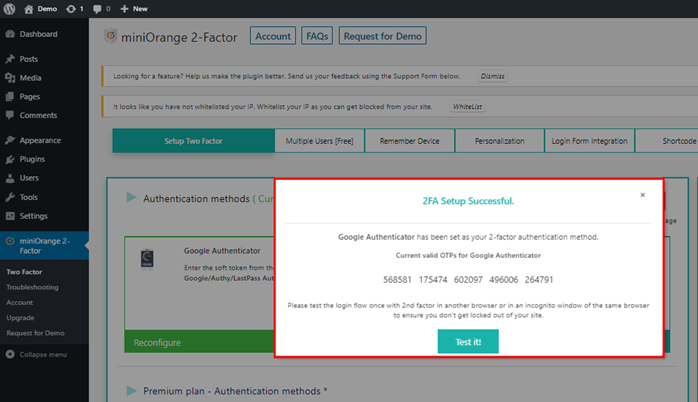 Demo 1 0 New
Dashboard
Posts
Media
Pages
Comments
Appearance
Plugins
Users
Tools
Settings
miniOrange 2-
Factor
Two Factor
Troubleshooting
Account
Upgrade
Request for Demo
Collapse menu
miniOrange 2-Factor Account FAQs Request for Demo
Looking for a feature? Help us make the plugin better. Send us your feedback using the Support Form below. Dismiss
It looks like you have not whitelisted your IP. Whitelist your IP as you can get blocked from your site. WhiteList
Setup Two Factor Multiple Users [Free] Remember Device Personalization Login Form Integration Shortcode
Authentication methods ( Cur
Google Authenticator
Enter the soft token from the
Google/Authy/LastPass Aut
Reconfigure
2FA Setup Successful. ×
Google Authenticator has been set as your 2-factor authentication method.
Current valid OTPs for Google Authenticator
568581 175474 602097 496006 264791
Please test the login flow once with 2nd factor in another browser or in an incognito window of the same browser
to ensure you don't get locked out of your site.
Test it!
Premium plan - Authentication methods *